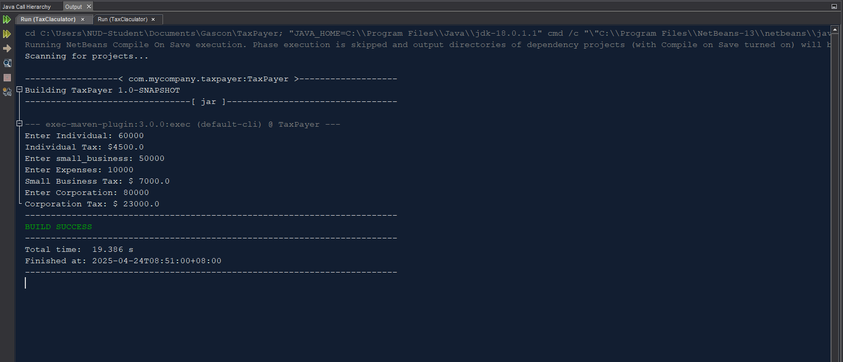 Java Call Hierarchy Output
Run (TaxClaculator) Run (TaxClaculator)
cd C:\Users\NUD-Student\Documents\Gascon\TaxPayer; "JAVA_HOME=C:\\Program Files\\Java\\jdk-18.0.1.1" cmd /c "\"C:\\Program Files\\NetBeans-13\\netbeans\\jav
Running NetBeans Compile On Save execution. Phase execution is skipped and output directories of dependency projects (with Compile on Save turned on) will b
Scanning for projects...
------------------< com.mycompany.taxpayer:TaxPayer >-------------------
Building TaxPayer 1.0-SNAPSHOT
--------------------------------[ jar ]---------------------------------
--- exec-maven-plugin:3.0.0:exec (default-cli) @ TaxPayer ---
Enter Individual: 60000
Individual Tax: $4500.0
Enter small_business: 50000
Enter Expenses: 10000
Small Business Tax: $ 7000.0
Enter Corporation: 80000
Corporation Tax: $ 23000.0
------------------------------------------------------------------------
BUILD SUCCESS
------------------------------------------------------------------------
Total time:  19.386 s
Finished at: 2025-04-24T08:51:00+08:00
------------------------------------------------------------------------